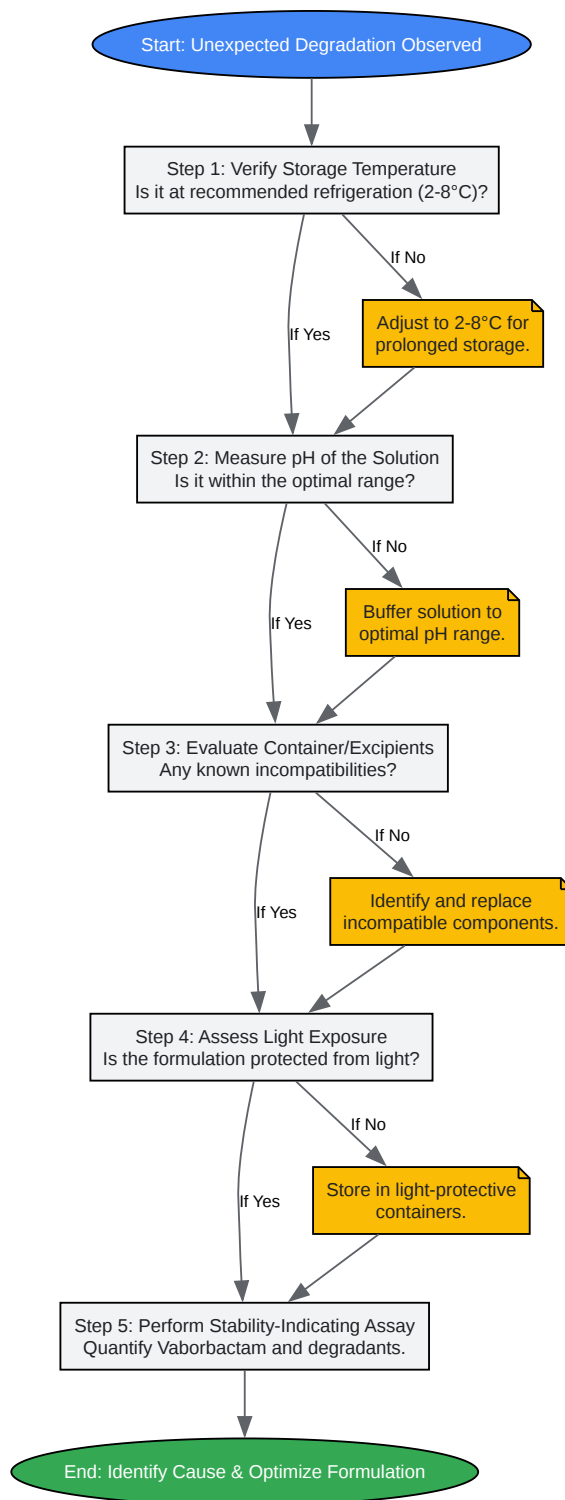 Start: Unexpected Degradation Observed
Step 1: Verify Storage Temperature
Is it at recommended refrigeration (2-8°C)?
If No
If Yes
Adjust to 2-8°C for
prolonged storage.
Step 2: Measure pH of the Solution
Is it within the optimal range?
If No
If Yes
Buffer solution to
optimal pH range.
Step 3: Evaluate Container/Excipients
Any known incompatibilities?
If No
If Yes
Identify and replace
incompatible components.
Step 4: Assess Light Exposure
Is the formulation protected from light?
If No
If Yes
Store in light-protective
containers.
Step 5: Perform Stability-Indicating Assay
Quantify Vaborbactam and degradants.
End: Identify Cause & Optimize Formulation